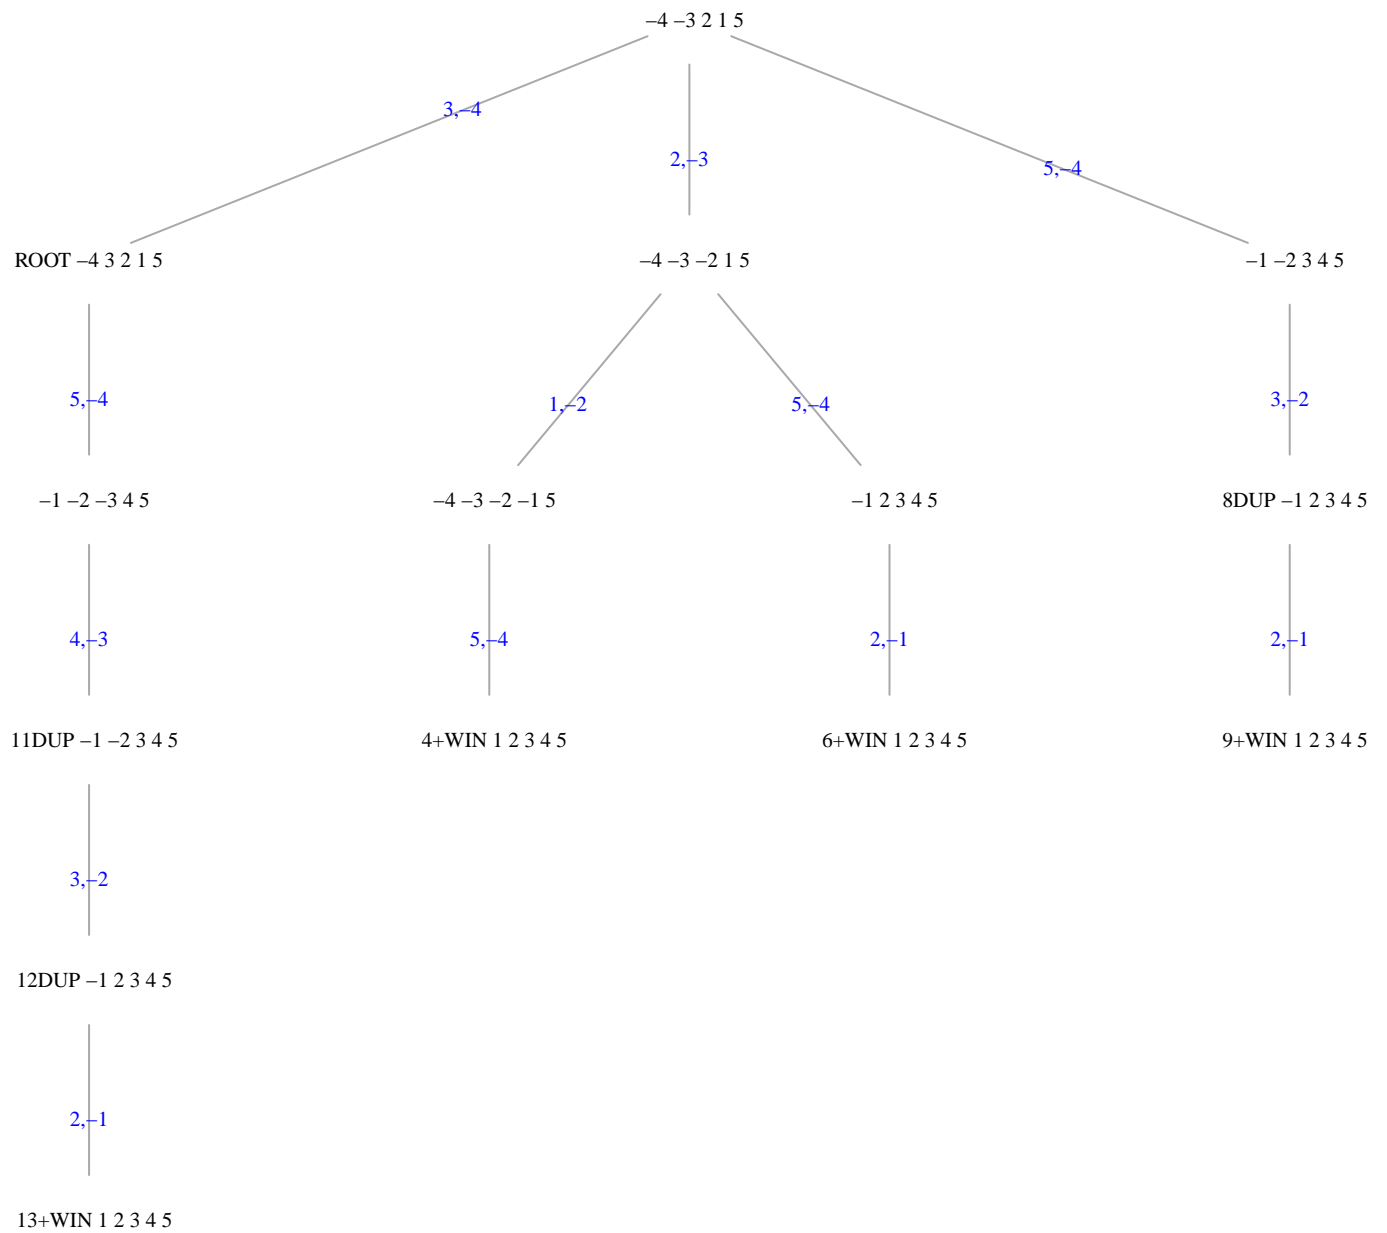 –4 –3 2 1 5
3,–4
2,–3
5,–4
ROOT –4 3 2 1 5
–4 –3 –2 1 5
–1 –2 3 4 5
5,–4
1,–2
5,–4
3,–2
–1 –2 –3 4 5
–4 –3 –2 –1 5
–1 2 3 4 5
8DUP –1 2 3 4 5
4,–3
5,–4
2,–1
2,–1
11DUP –1 –2 3 4 5
4+WIN 1 2 3 4 5
6+WIN 1 2 3 4 5
9+WIN 1 2 3 4 5
3,–2
12DUP –1 2 3 4 5
2,–1
13+WIN 1 2 3 4 5